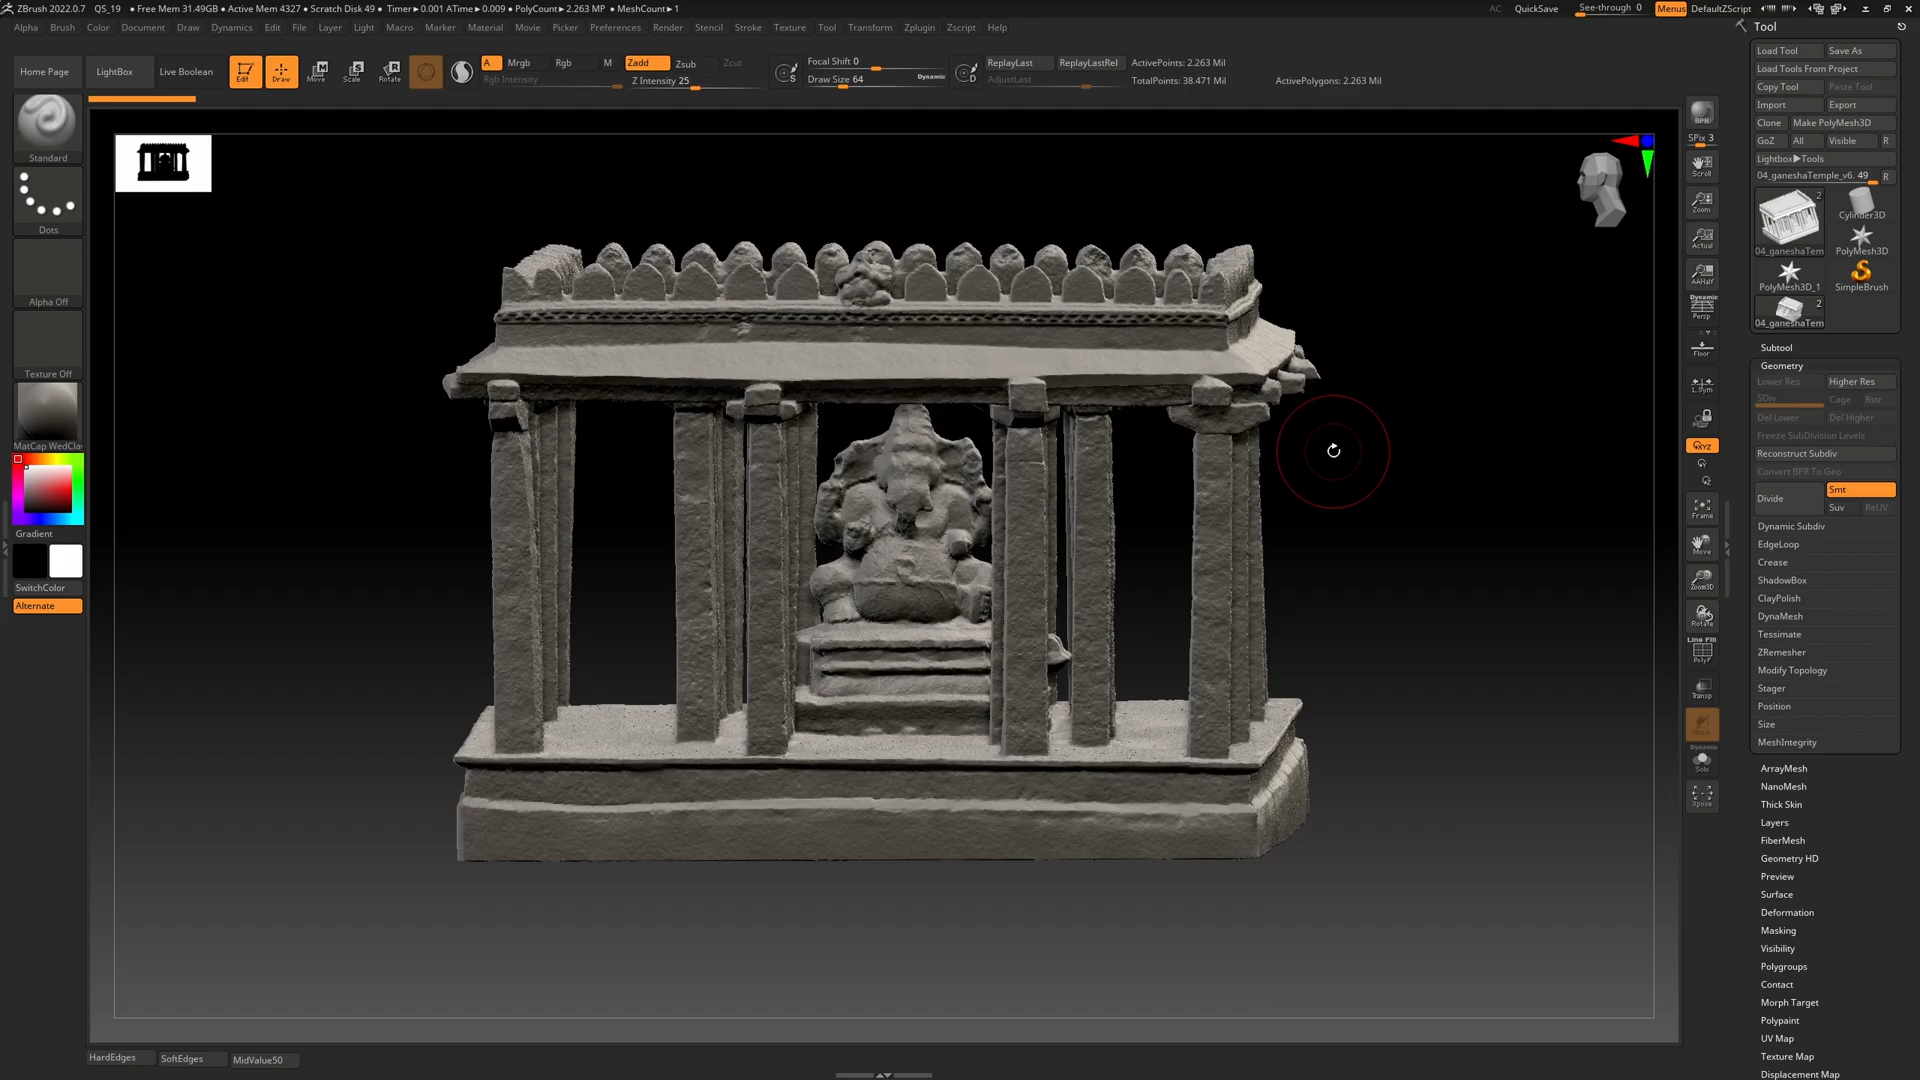 ZBrush 2022.0.7 QS_19 ● Free Mem 31.49GB ● Active Mem 4327 ● Scratch Disk 49 ● Timer▸0.001 ATime▸0.009 ● PolyCount▸2.263 MP ● MeshCount▸1
AC QuickSave See-through 0 Menus DefaultZScript
Alpha Brush Color Document Draw Dynamics Edit File Layer Light Macro Marker Material Movie Picker Preferences Render Stencil Stroke Texture Tool Transform Zplugin Zscript Help
Home Page LightBox Live Boolean Edit Draw Move Scale Rotate
M S R
A Mrgb Rgb M Zadd Zsub Zcut
Rgb Intensity Z Intensity 25
S Focal Shift 0
Draw Size 64 Dynamic
D ReplayLast ReplayLastRel ActivePoints: 2.263 Mil
AdjustLast TotalPoints: 38.471 Mil ActivePolygons: 2.263 Mil
Standard
Dots
Alpha Off
Texture Off
MatCap WedCla
Gradient
SwitchColor
Alternate
HardEdges SoftEdges MidValue50
BPR
SPix 3
Scroll
Zoom
Actual
AAHalf
Dynamic
Persp
Floor
L.Sym
XYZ
Frame
Move
Zoom3D
Rotate
Line Fill
PolyF
Transp
Ghost
Dynamic
Solo
Xpose
Tool
Load Tool Save As
Load Tools From Project
Copy Tool Paste Tool
Import Export
Clone Make PolyMesh3D
GoZ All Visible R
Lightbox▸Tools
04_ganeshaTemple_v6. 49 R
2
Cylinder3D
04_ganeshaTem PolyMesh3D
PolyMesh3D_1 SimpleBrush
2
04_ganeshaTem
Subtool
Geometry
Lower Res Higher Res
SDiv Cage Rstr
Del Lower Del Higher
Freeze SubDivision Levels
Reconstruct Subdiv
Convert BPR To Geo
Divide Smt
Suv ReUV
Dynamic Subdiv
EdgeLoop
Crease
ShadowBox
ClayPolish
DynaMesh
Tessimate
ZRemesher
Modify Topology
Stager
Position
Size
MeshIntegrity
ArrayMesh
NanoMesh
Thick Skin
Layers
FiberMesh
Geometry HD
Preview
Surface
Deformation
Masking
Visibility
Polygroups
Contact
Morph Target
Polypaint
UV Map
Texture Map
Displacement Map